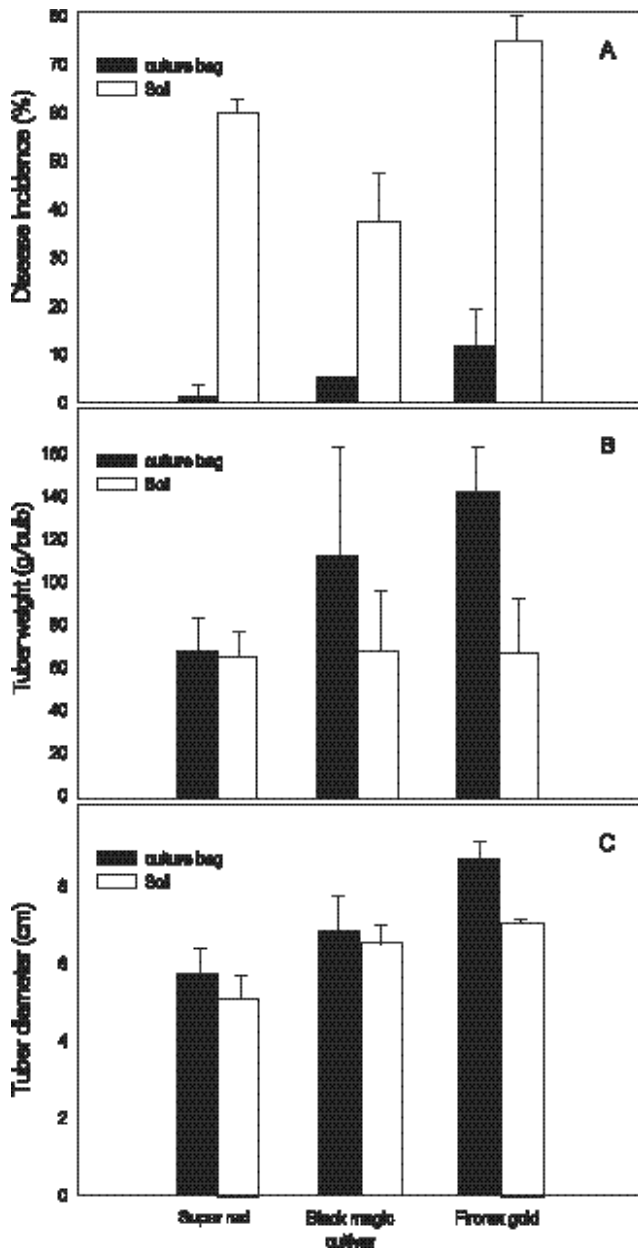 A
culture bag
Soil
80
70
60
50
40
30
20
10
0
Disease incidence (%)
B
culture bag
Soil
160
140
120
100
80
60
40
20
0
Tuber weight (g/bulb)
C
culture bag
Soil
8
6
4
2
0
Tuber diameter (cm)
Super red
Black magic
Florex gold
cultiver